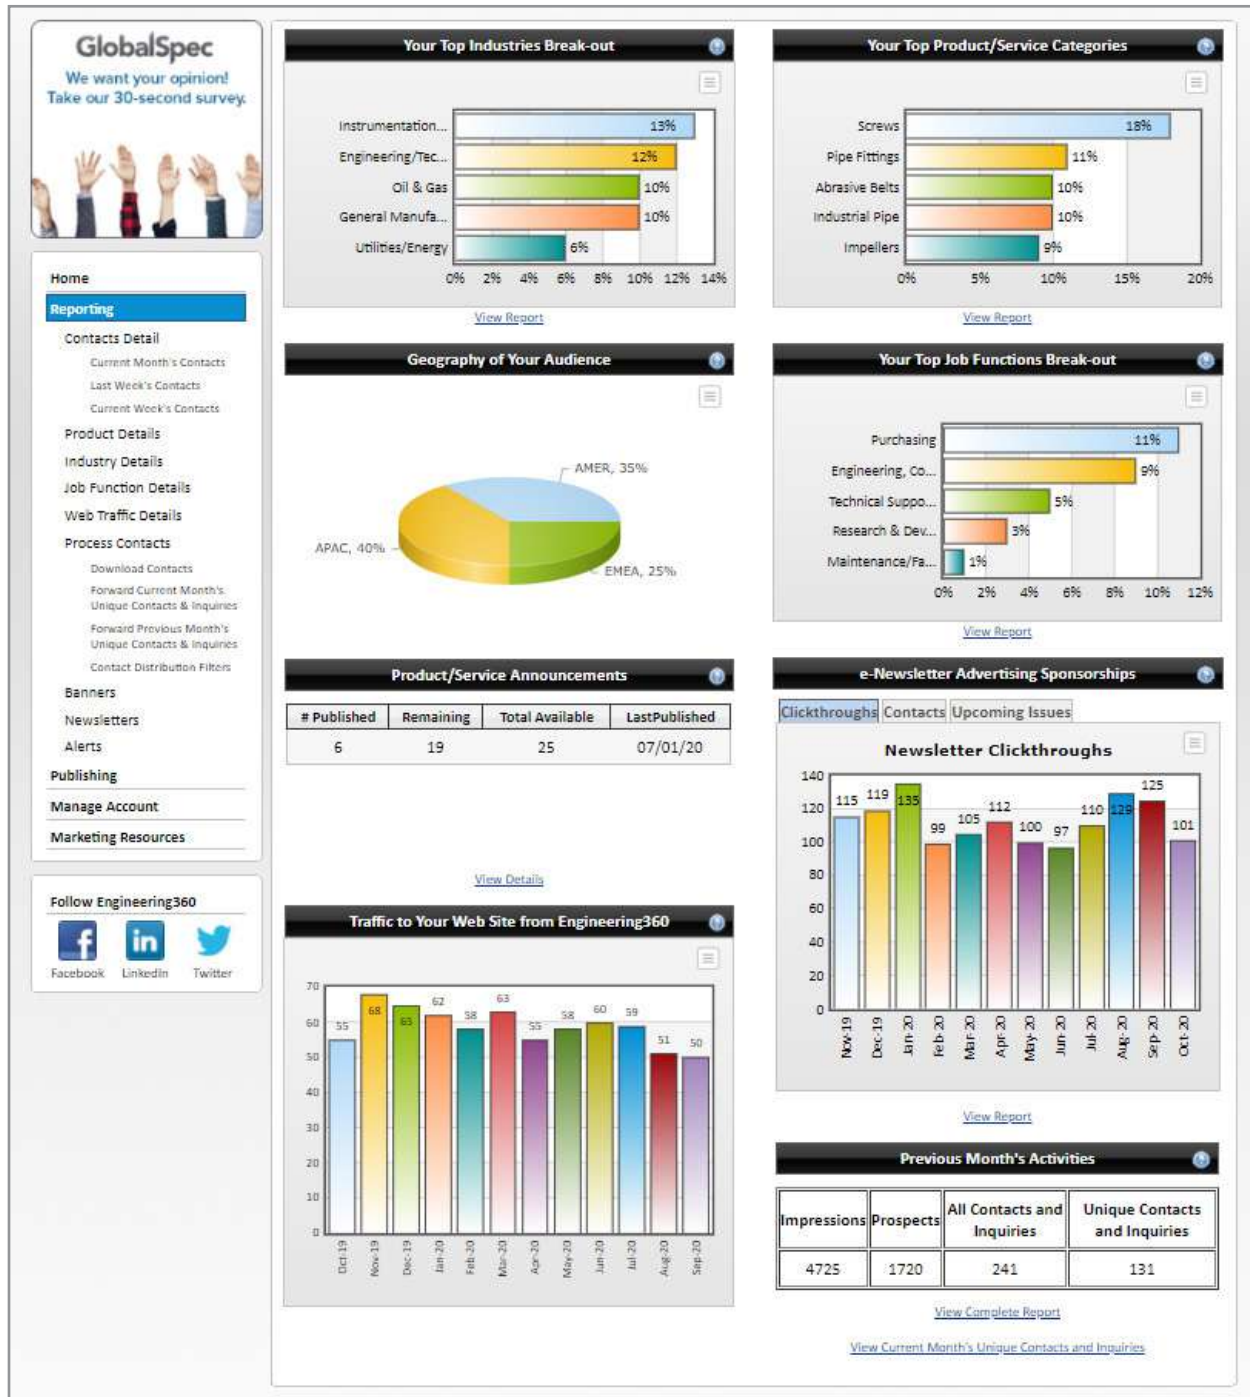 GlobalSpec
We want your opinion!
Take our 30-second survey.
Home
Reporting
Contacts Detail
Current Month's Contacts
Last Week's Contacts
Current Week's Contacts
Product Details
Industry Details
Job Function Details
Web Traffic Details
Process Contacts
Download Contacts
Forward Current Month's
Unique Contacts & Inquiries
Forward Previous Month's
Unique Contacts & Inquiries
Contact Distribution Filters
Banners
Newsletters
Alerts
Publishing
Manage Account
Marketing Resources
Follow Engineering360
Facebook LinkedIn Twitter
Your Top Industries Break-out
Instrumentation... 13%
Engineering/Tec... 12%
Oil & Gas 10%
General Manufa... 10%
Utilities/Energy 6%
0% 2% 4% 6% 8% 10% 12% 14%
View Report
Your Top Product/Service Categories
Screws 18%
Pipe Fittings 11%
Abrasive Belts 10%
Industrial Pipe 10%
Impellers 9%
0% 5% 10% 15% 20%
View Report
Geography of Your Audience
AMER, 35%
APAC, 40%
EMEA, 25%
Your Top Job Functions Break-out
Purchasing 11%
Engineering, Co... 9%
Technical Suppo... 5%
Research & Dev... 3%
Maintenance/Fa... 1%
0% 2% 4% 6% 8% 10% 12%
View Report
Product/Service Announcements
# Published Remaining Total Available LastPublished
6 19 25 07/01/20
View Details
e-Newsletter Advertising Sponsorships
Clickthroughs Contacts Upcoming Issues
Newsletter Clickthroughs
140
120
100
80
60
40
20
0
115 119 135 99 105 112 100 97 110 129 125 101
Nov-19 Dec-19 Jan-20 Feb-20 Mar-20 Apr-20 May-20 Jun-20 Jul-20 Aug-20 Sep-20 Oct-20
View Report
Traffic to Your Web Site from Engineering360
70
60
50
40
30
20
10
0
55 68 65 62 58 63 55 58 60 59 51 50
Oct-19 Nov-19 Dec-19 Jan-20 Feb-20 Mar-20 Apr-20 May-20 Jun-20 Jul-20 Aug-20 Sep-20
Previous Month's Activities
Impressions Prospects All Contacts and Inquiries Unique Contacts and Inquiries
4725 1720 241 131
View Complete Report
View Current Month's Unique Contacts and Inquiries